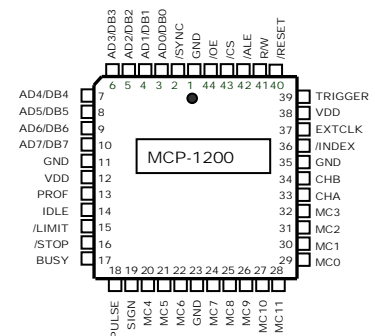 AD3/DB3 AD2/DB2 AD1/DB1 AD0/DB0 /SYNC GND /OE /CS /ALE R/W /RESET
6 5 4 3 2 1 44 43 42 41 40
AD4/DB4 7
AD5/DB5 8
AD6/DB6 9
AD7/DB7 10
GND 11
VDD 12
PROF 13
IDLE 14
/LIMIT 15
/STOP 16
BUSY 17
MCP-1200
39 TRIGGER
38 VDD
37 EXTCLK
36 /INDEX
35 GND
34 CHB
33 CHA
32 MC3
31 MC2
30 MC1
29 MC0
18 19 20 21 22 23 24 25 26 27 28
PULSE SIGN MC4 MC5 MC6 GND MC7 MC8 MC9 MC10 MC11